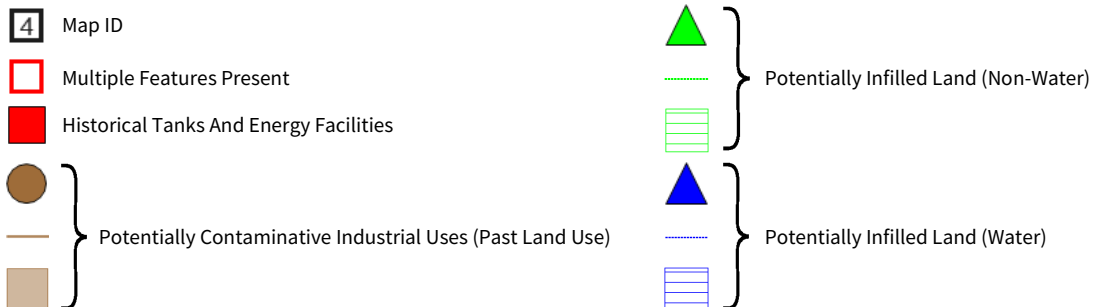 4 Map ID
Multiple Features Present
Historical Tanks And Energy Facilities
Potentially Contaminative Industrial Uses (Past Land Use)
Potentially Infilled Land (Non-Water)
Potentially Infilled Land (Water)